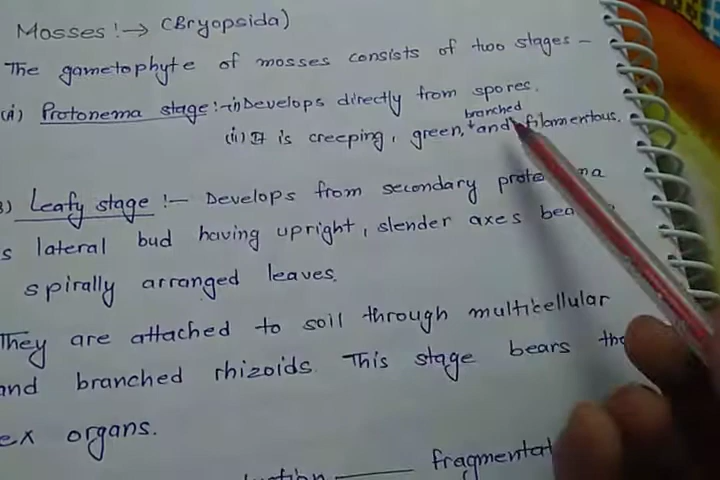 Mosses :→ (Bryopsida)
The gametophyte of mosses consists of two stages -
(A) Protonema stage :- (i) Develops directly from spores.
(ii) It is creeping, green, branched and filamentous.
Leafy stage :- Develops from secondary
lateral bud having upright, slender axes
spirally arranged leaves.
They are attached to soil through multicellular
and branched rhizoids. This stage bears
organs.